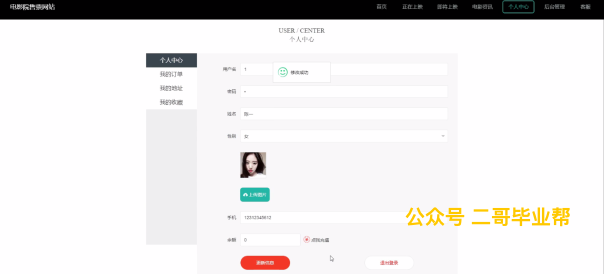 电影院售票网站
首页 正在上映 即将上映 电影资讯 个人中心 后台管理 客服
USER / CENTER
个人中心
个人中心
我的订单
我的地址
我的收藏
用户名
修改成功
密码
姓名
陈一
性别
女
上传图片
手机
12312345612
余额
0
点我充值
更新信息
退出登录
公众号 二哥毕业帮